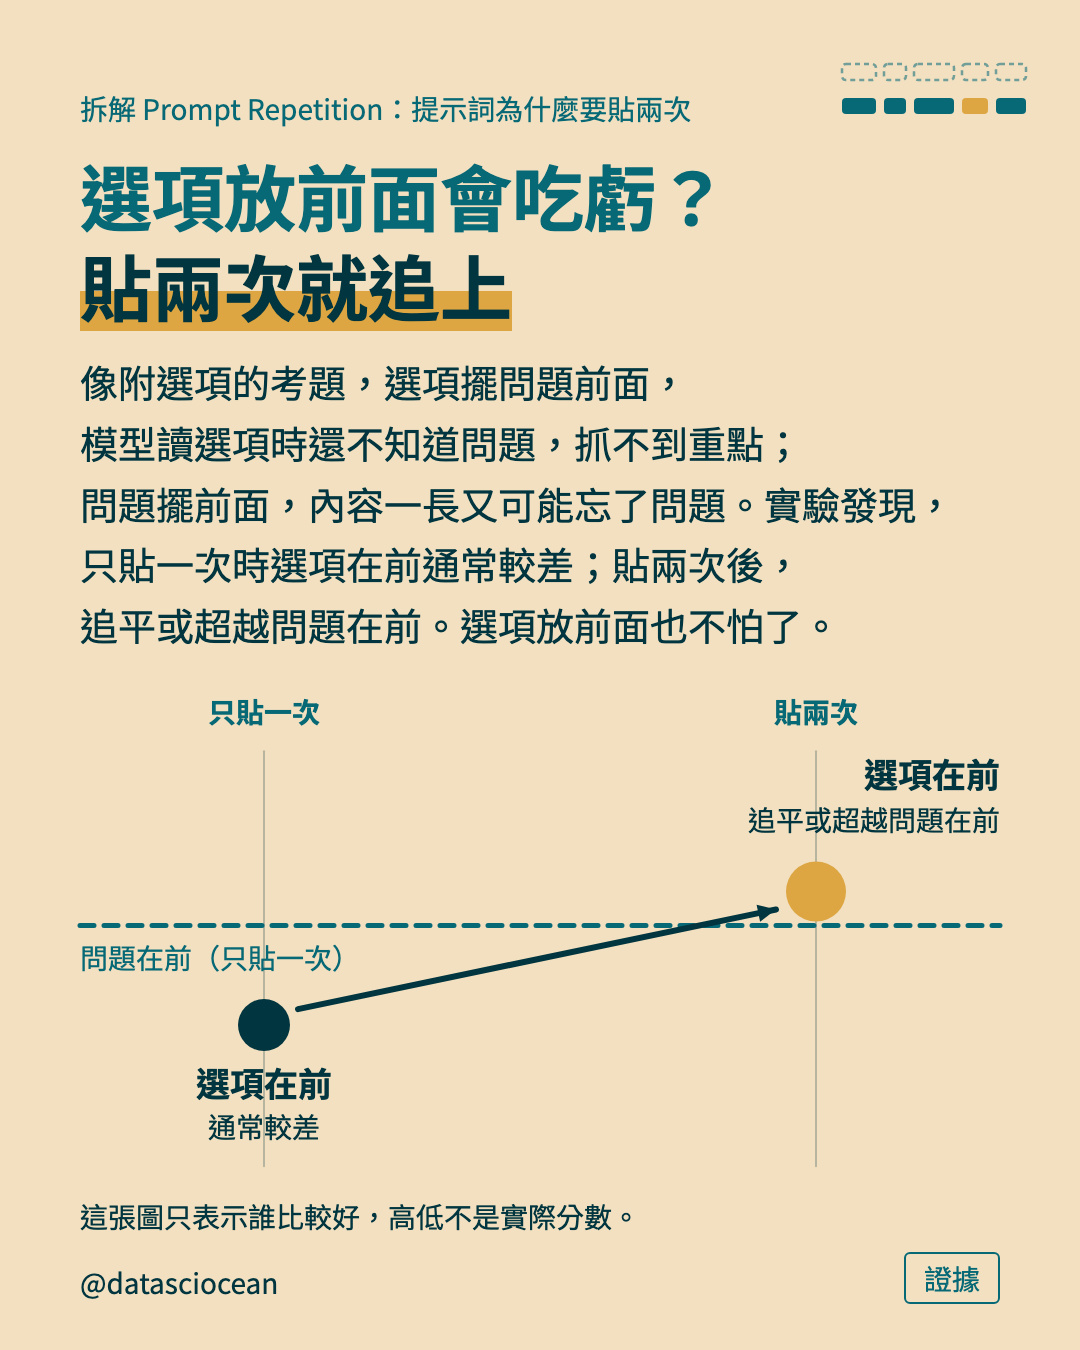 拆解 Prompt Repetition：提示詞為什麼要貼兩次
選項放前面會吃虧？
貼兩次就追上
像附選項的考題，選項擺問題前面，
模型讀選項時還不知道問題，抓不到重點；
問題擺前面，內容一長又可能忘了問題。實驗發現，
只貼一次時選項在前通常較差；貼兩次後，
追平或超越問題在前。選項放前面也不怕了。
只貼一次
貼兩次
選項在前
追平或超越問題在前
問題在前（只貼一次）
選項在前
通常較差
這張圖只表示誰比較好，高低不是實際分數。
@datasciocean
證據